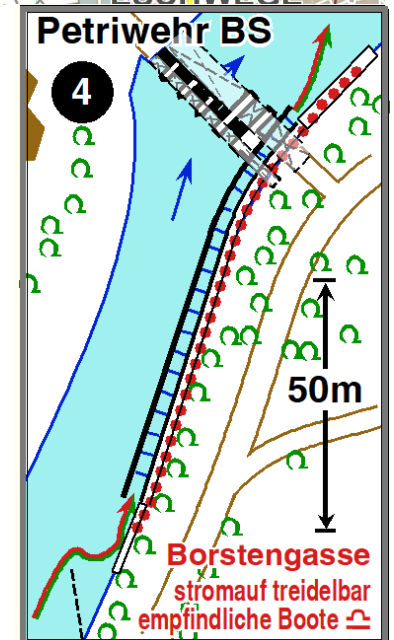 Petriwehr BS
4
50m
Borstengasse
stromauf treidelbar
empfindliche Boote